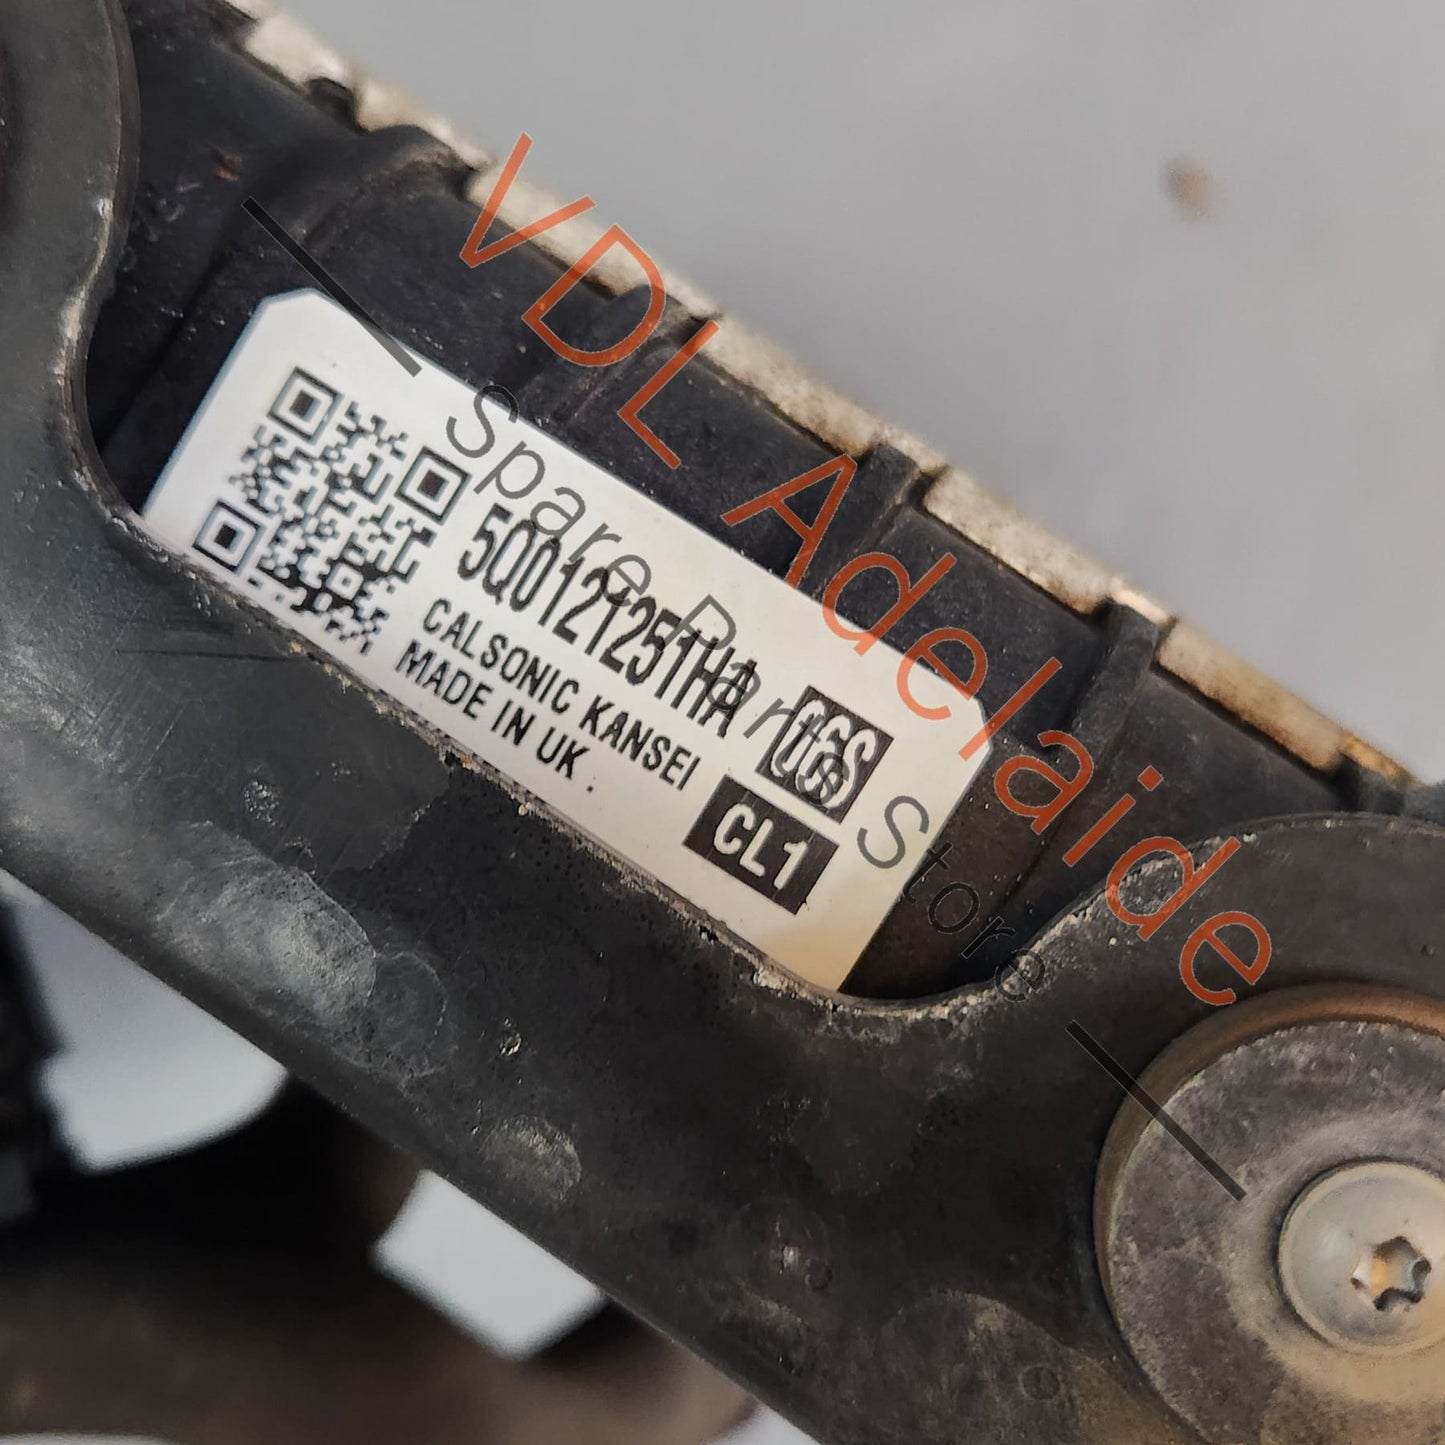 VDL Adelaide
Spare Parts Store
5Q0121251HA
CALSONIC KANSEI
MADE IN UK.
CL1